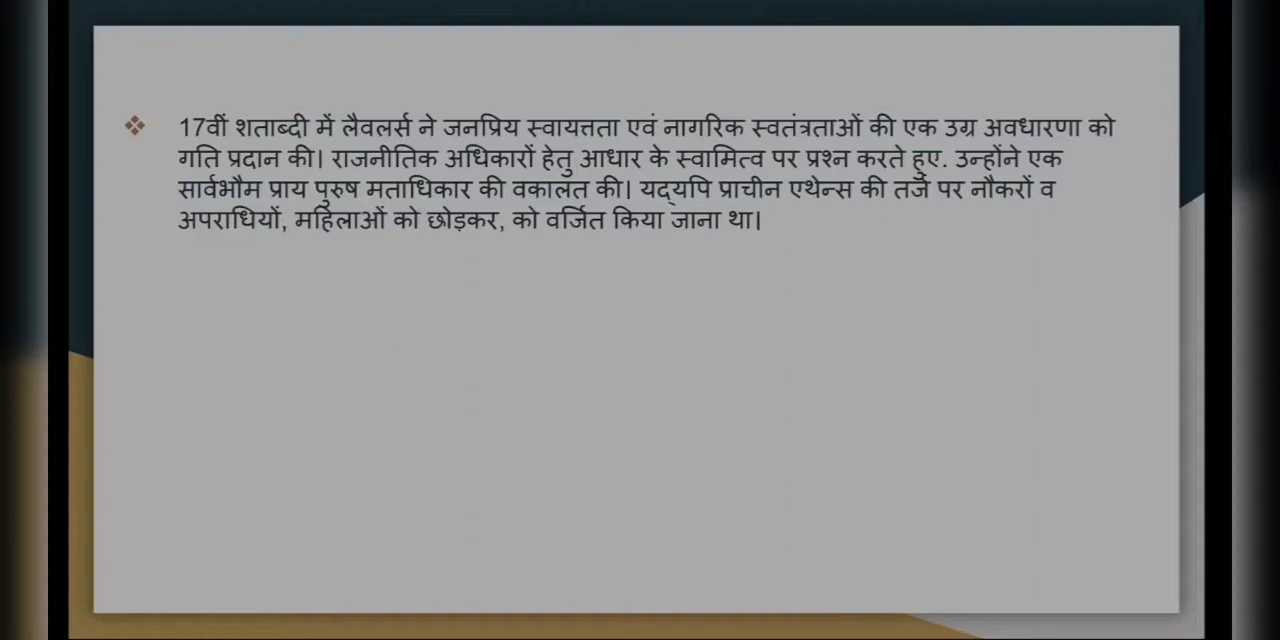 ❖ 17वीं शताब्दी में लैवलर्स ने जनप्रिय स्वायत्तता एवं नागरिक स्वतंत्रताओं की एक उग्र अवधारणा को
गति प्रदान की। राजनीतिक अधिकारों हेतु आधार के स्वामित्व पर प्रश्न करते हुए. उन्होंने एक
सार्वभौम प्राय पुरुष मताधिकार की वकालत की। यद्‌यपि प्राचीन एथेन्स की तर्ज पर नौकरों व
अपराधियों, महिलाओं को छोड़कर, को वर्जित किया जाना था।